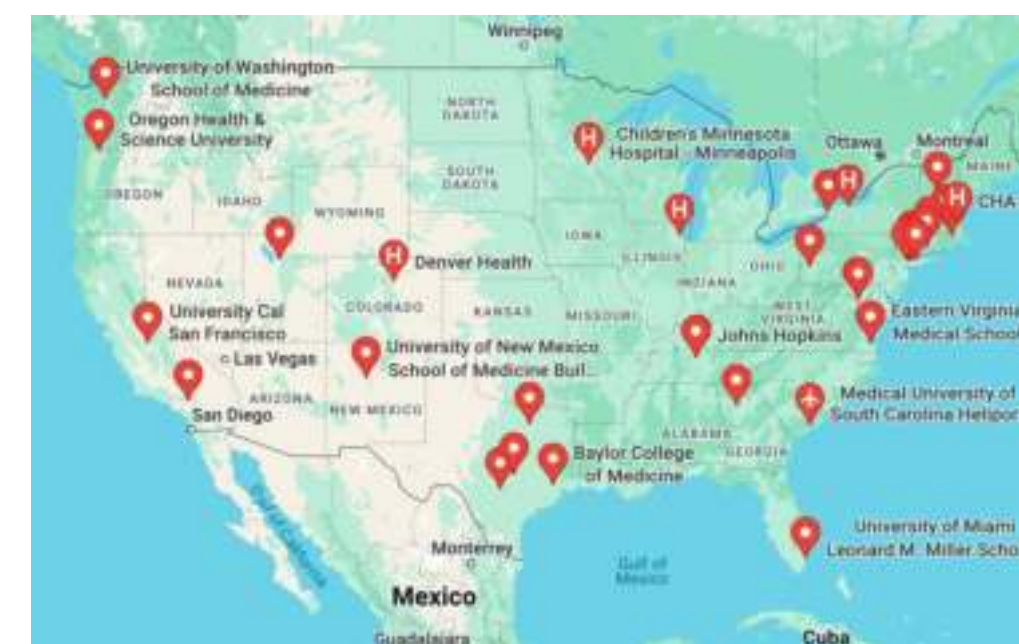 Winnipeg
University of Washington
School of Medicine
NORTH
DAKOTA
Oregon Health &
Science University
Children's Minnesota
Hospital - Minneapolis
Ottawa
Montreal
MAINE
SOUTH
DAKOTA
OREGON
IDAHO
WYOMING
CHA
IOWA
ILLINOIS
OHIO
Denver Health
INDIANA
NEVADA
COLORADO
KANSAS
MISSOURI
WEST
VIRGINIA
University Cal
San Francisco
Eastern Virginia
Medical School
Johns Hopkins
Las Vegas
University of New Mexico
School of Medicine Buil...
ARIZONA
San Diego
NEW MEXICO
Medical University of
South Carolina Helipor
ALABAMA
GEORGIA
Baylor College
of Medicine
University of Miami
Leonard M. Miller Scho
Monterrey
Gulf of
Mexico
Gulf of California
Mexico
Guadalajara
Cuba